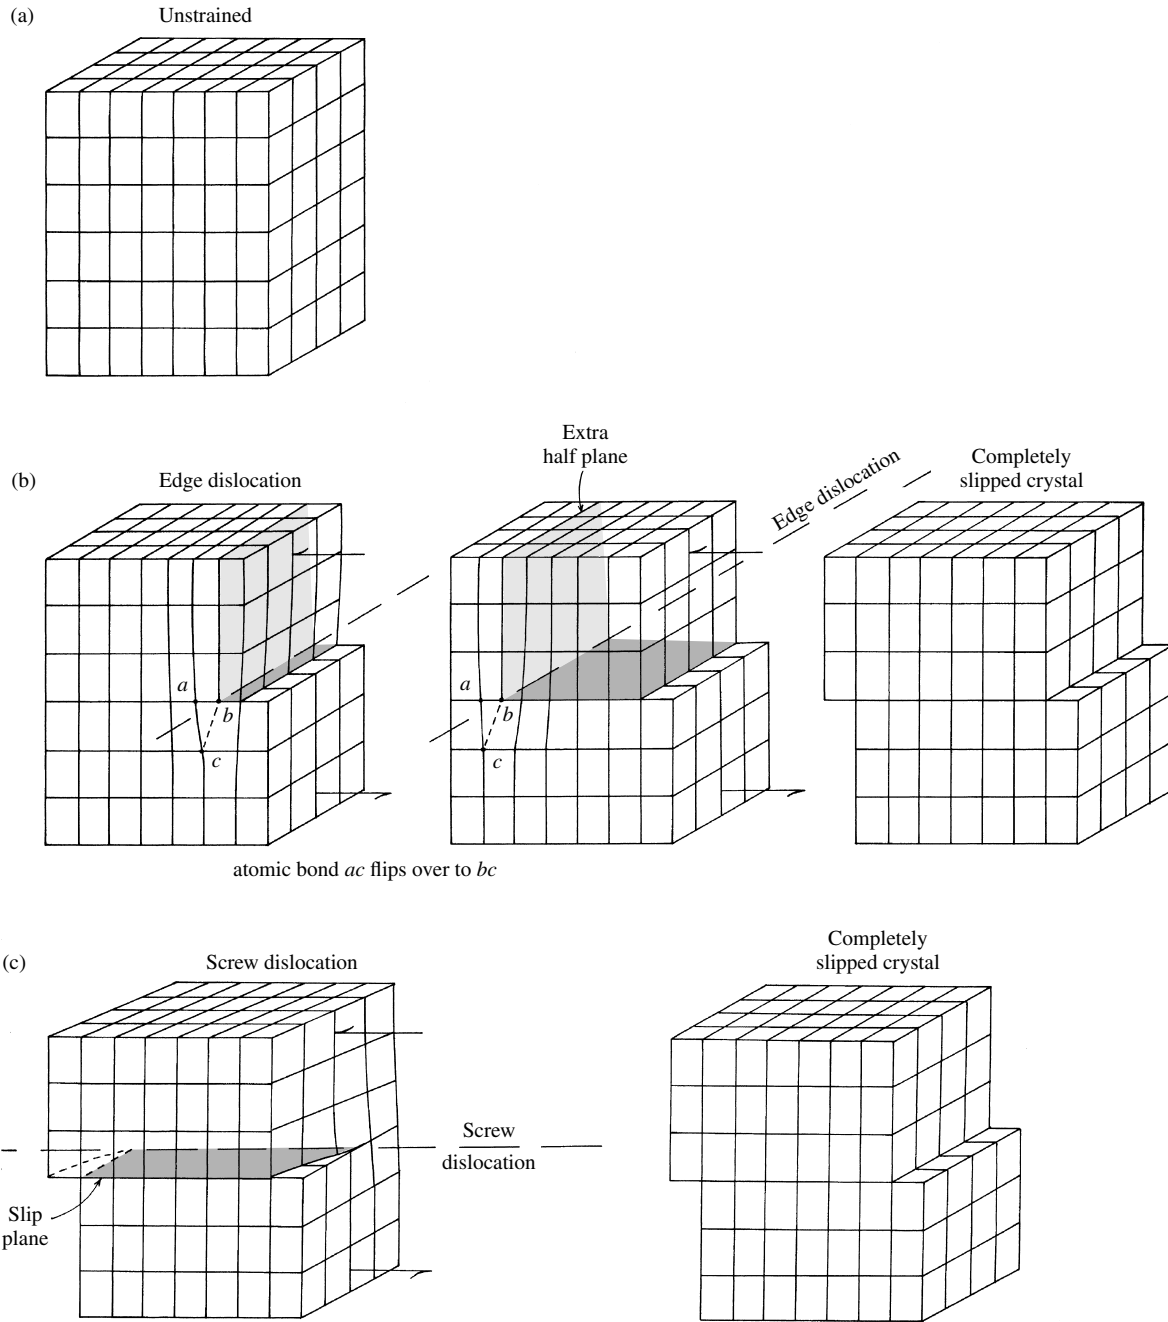 (a)
Unstrained
Extra
half plane
(b)
Edge dislocation
Edge dislocation
Completely
slipped crystal
a
b
c
a
b
c
atomic bond ac flips over to bc
(c)
Screw dislocation
Completely
slipped crystal
Screw
dislocation
Slip
plane